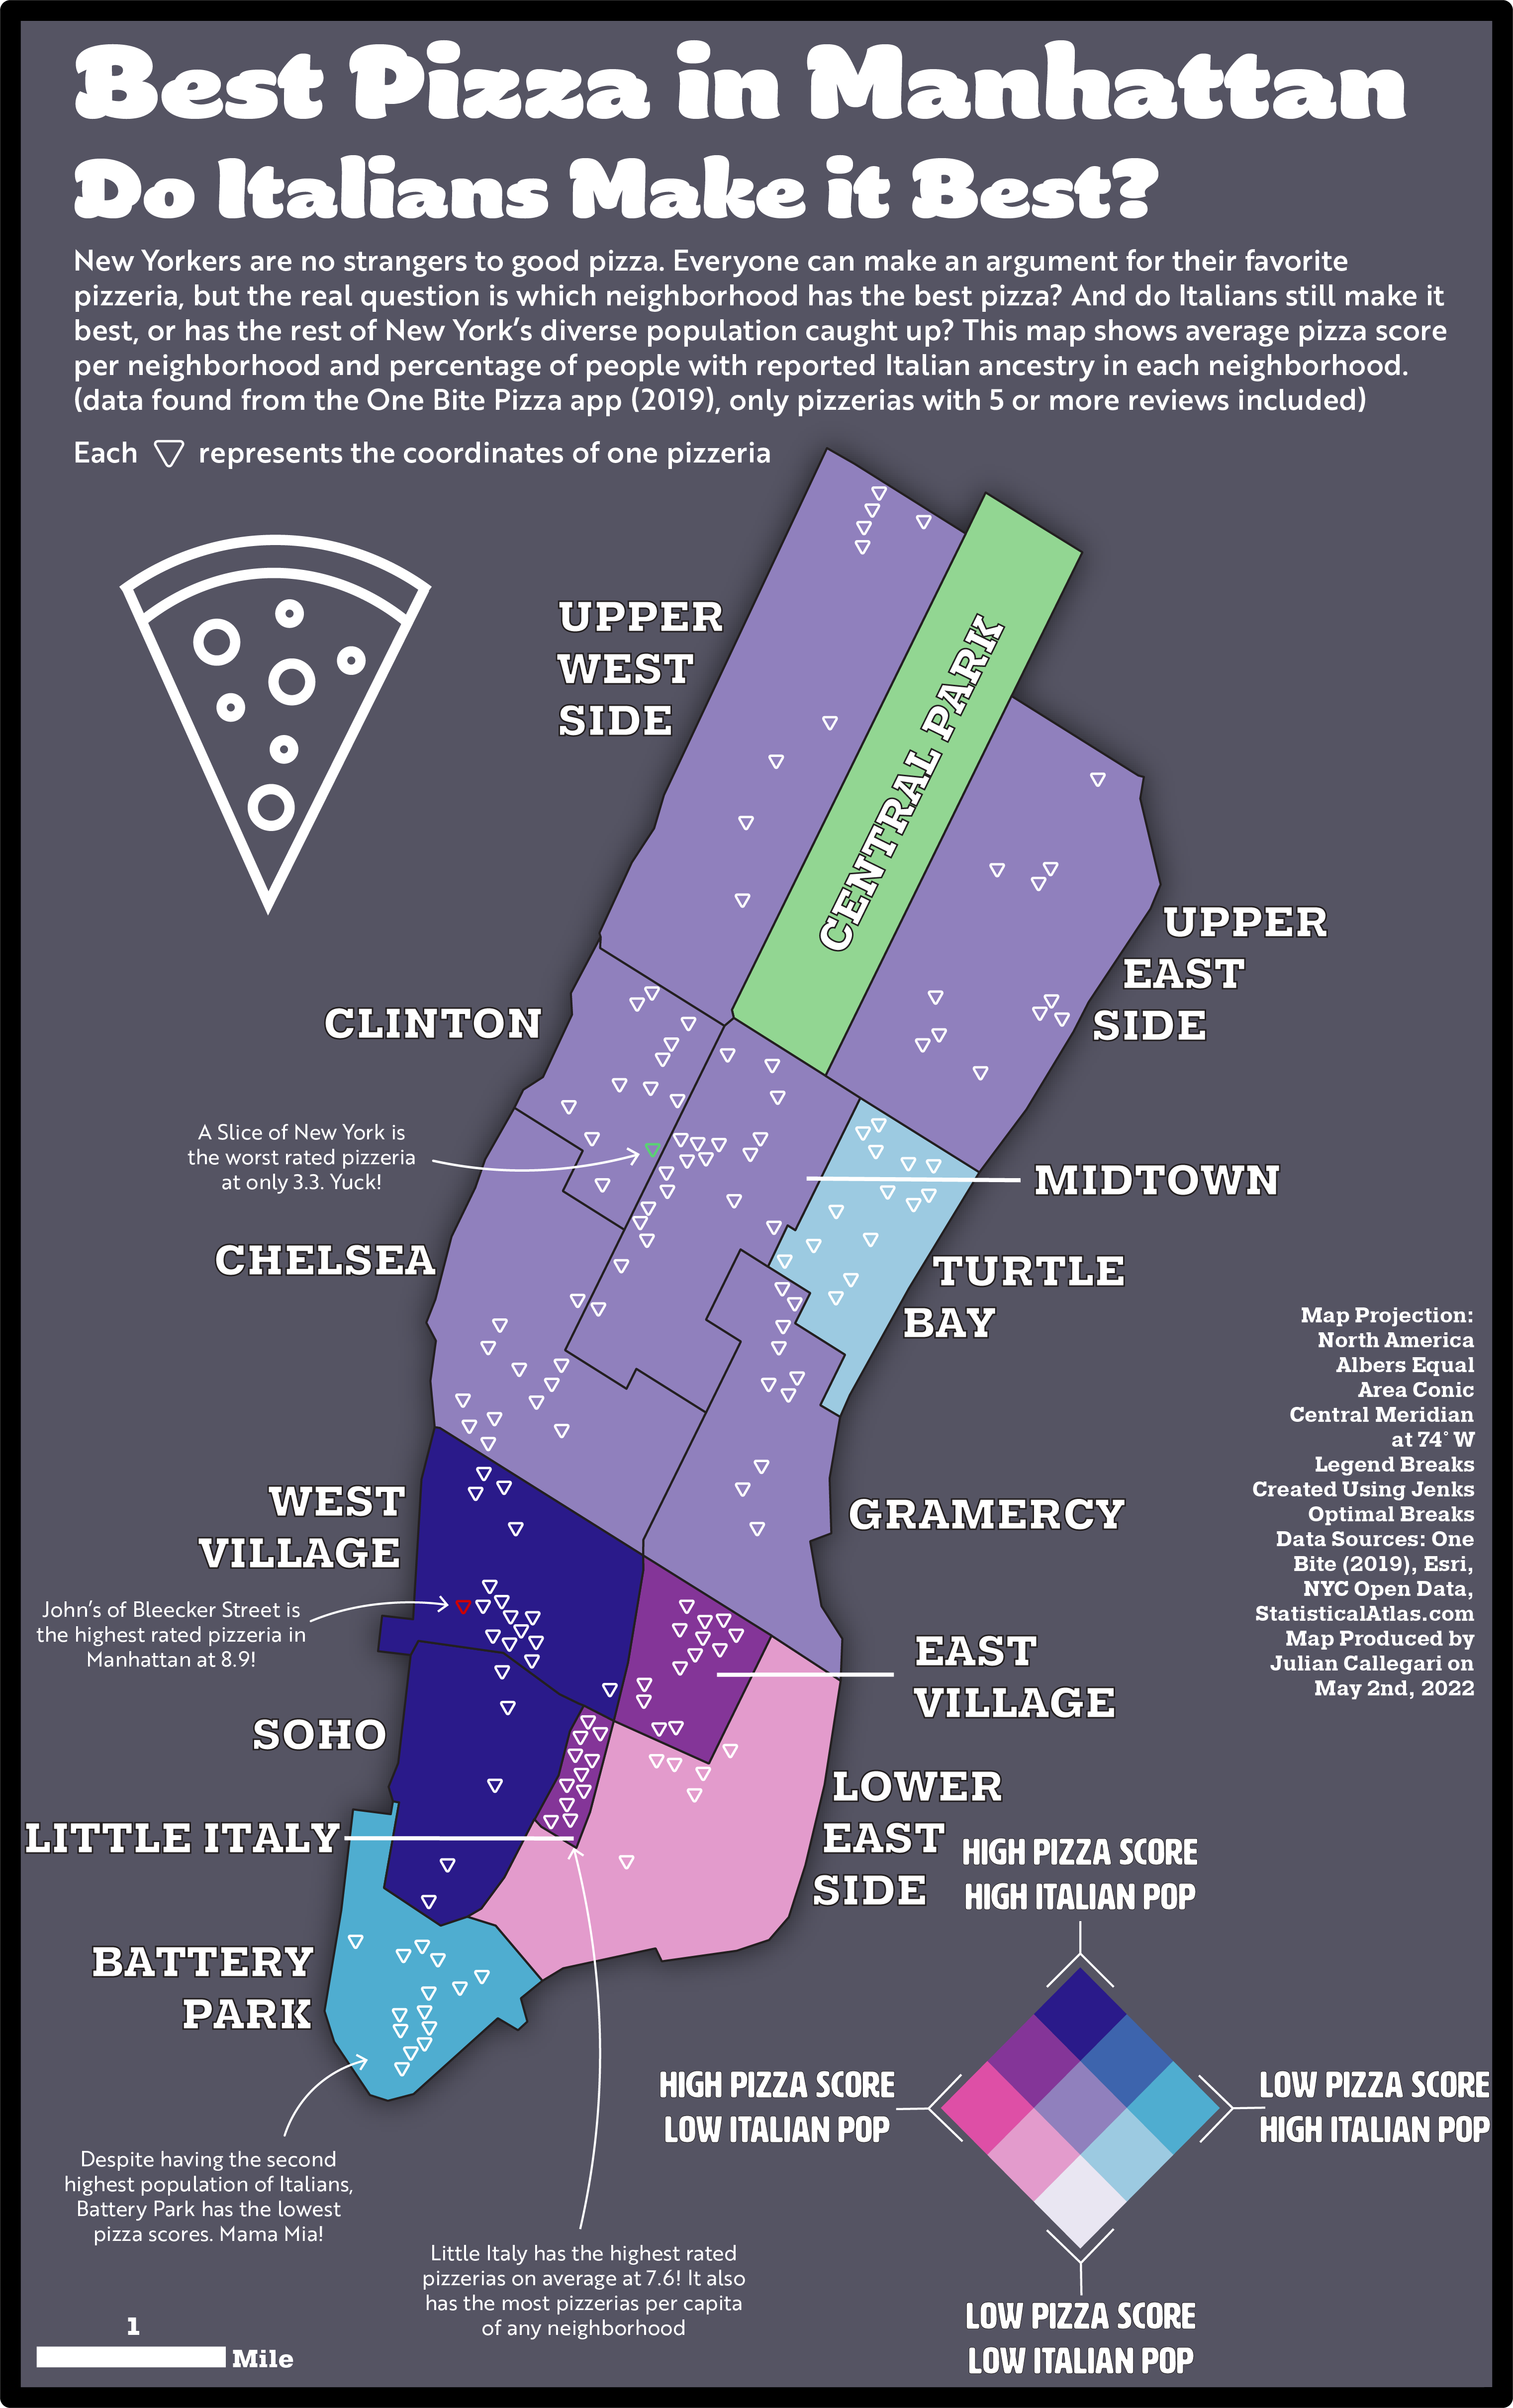 Best Pizza in Manhattan
Do Italians Make it Best?
New Yorkers are no strangers to good pizza. Everyone can make an argument for their favorite
pizzeria, but the real question is which neighborhood has the best pizza? And do Italians still make it
best, or has the rest of New York's diverse population caught up? This map shows average pizza score
per neighborhood and percentage of people with reported Italian ancestry in each neighborhood.
(data found from the One Bite Pizza app (2019), only pizzerias with 5 or more reviews included)
Each ▽ represents the coordinates of one pizzeria
UPPER
WEST
SIDE
CENTRAL PARK
UPPER
EAST
SIDE
CLINTON
A Slice of New York is
the worst rated pizzeria
at only 3.3. Yuck!
MIDTOWN
CHELSEA
TURTLE
BAY
Map Projection:
North America
Albers Equal
Area Conic
Central Meridian
at 74° W
Legend Breaks
Created Using Jenks
Optimal Breaks
Data Sources: One
Bite (2019), Esri,
NYC Open Data,
StatisticalAtlas.com
Map Produced by
Julian Callegari on
May 2nd, 2022
WEST
VILLAGE
GRAMERCY
John's of Bleecker Street is
the highest rated pizzeria in
Manhattan at 8.9!
EAST
VILLAGE
SOHO
LOWER
EAST
SIDE
LITTLE ITALY
BATTERY
PARK
HIGH PIZZA SCORE
HIGH ITALIAN POP
HIGH PIZZA SCORE
LOW ITALIAN POP
LOW PIZZA SCORE
HIGH ITALIAN POP
LOW PIZZA SCORE
LOW ITALIAN POP
Despite having the second
highest population of Italians,
Battery Park has the lowest
pizza scores. Mama Mia!
Little Italy has the highest rated
pizzerias on average at 7.6! It also
has the most pizzerias per capita
of any neighborhood
1
Mile